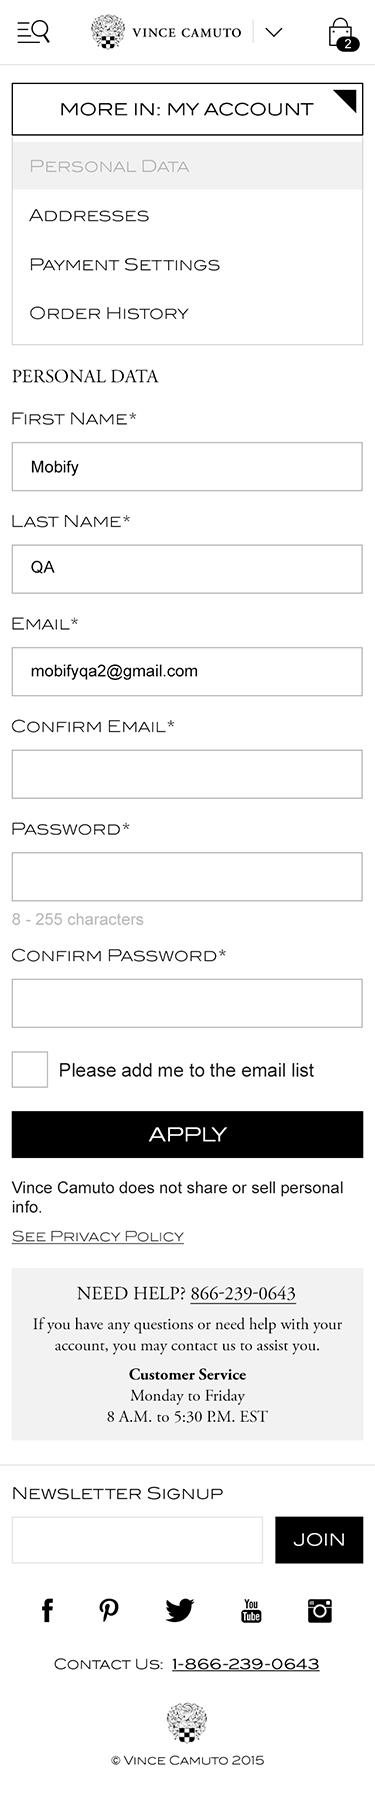 VINCE CAMUTO
2
MORE IN: MY ACCOUNT
PERSONAL DATA
ADDRESSES
PAYMENT SETTINGS
ORDER HISTORY
PERSONAL DATA
FIRST NAME*
Mobify
LAST NAME*
QA
EMAIL*
mobifyqa2@gmail.com
CONFIRM EMAIL*
PASSWORD*
8 - 255 characters
CONFIRM PASSWORD*
Please add me to the email list
APPLY
Vince Camuto does not share or sell personal
info.
SEE PRIVACY POLICY
NEED HELP? 866-239-0643
If you have any questions or need help with your
account, you may contact us to assist you.
Customer Service
Monday to Friday
8 A.M. to 5:30 P.M. EST
NEWSLETTER SIGNUP
JOIN
You
Tube
CONTACT US: 1-866-239-0643
© VINCE CAMUTO 2015